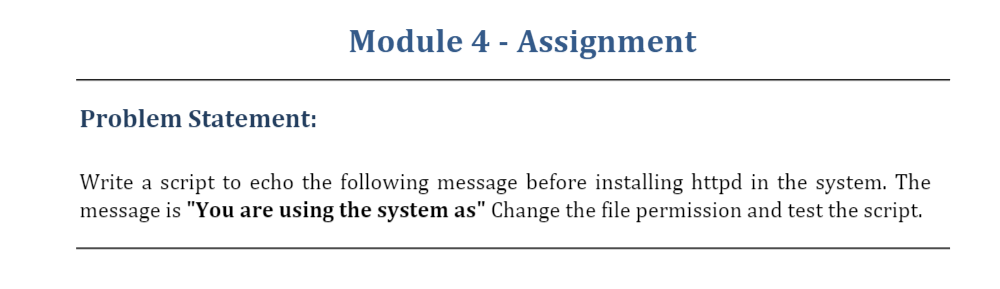 Module 4 - Assignment
Problem Statement:
Write a script to echo the following message before installing httpd in the system. The
message is "You are using the system as" Change the file permission and test the script.